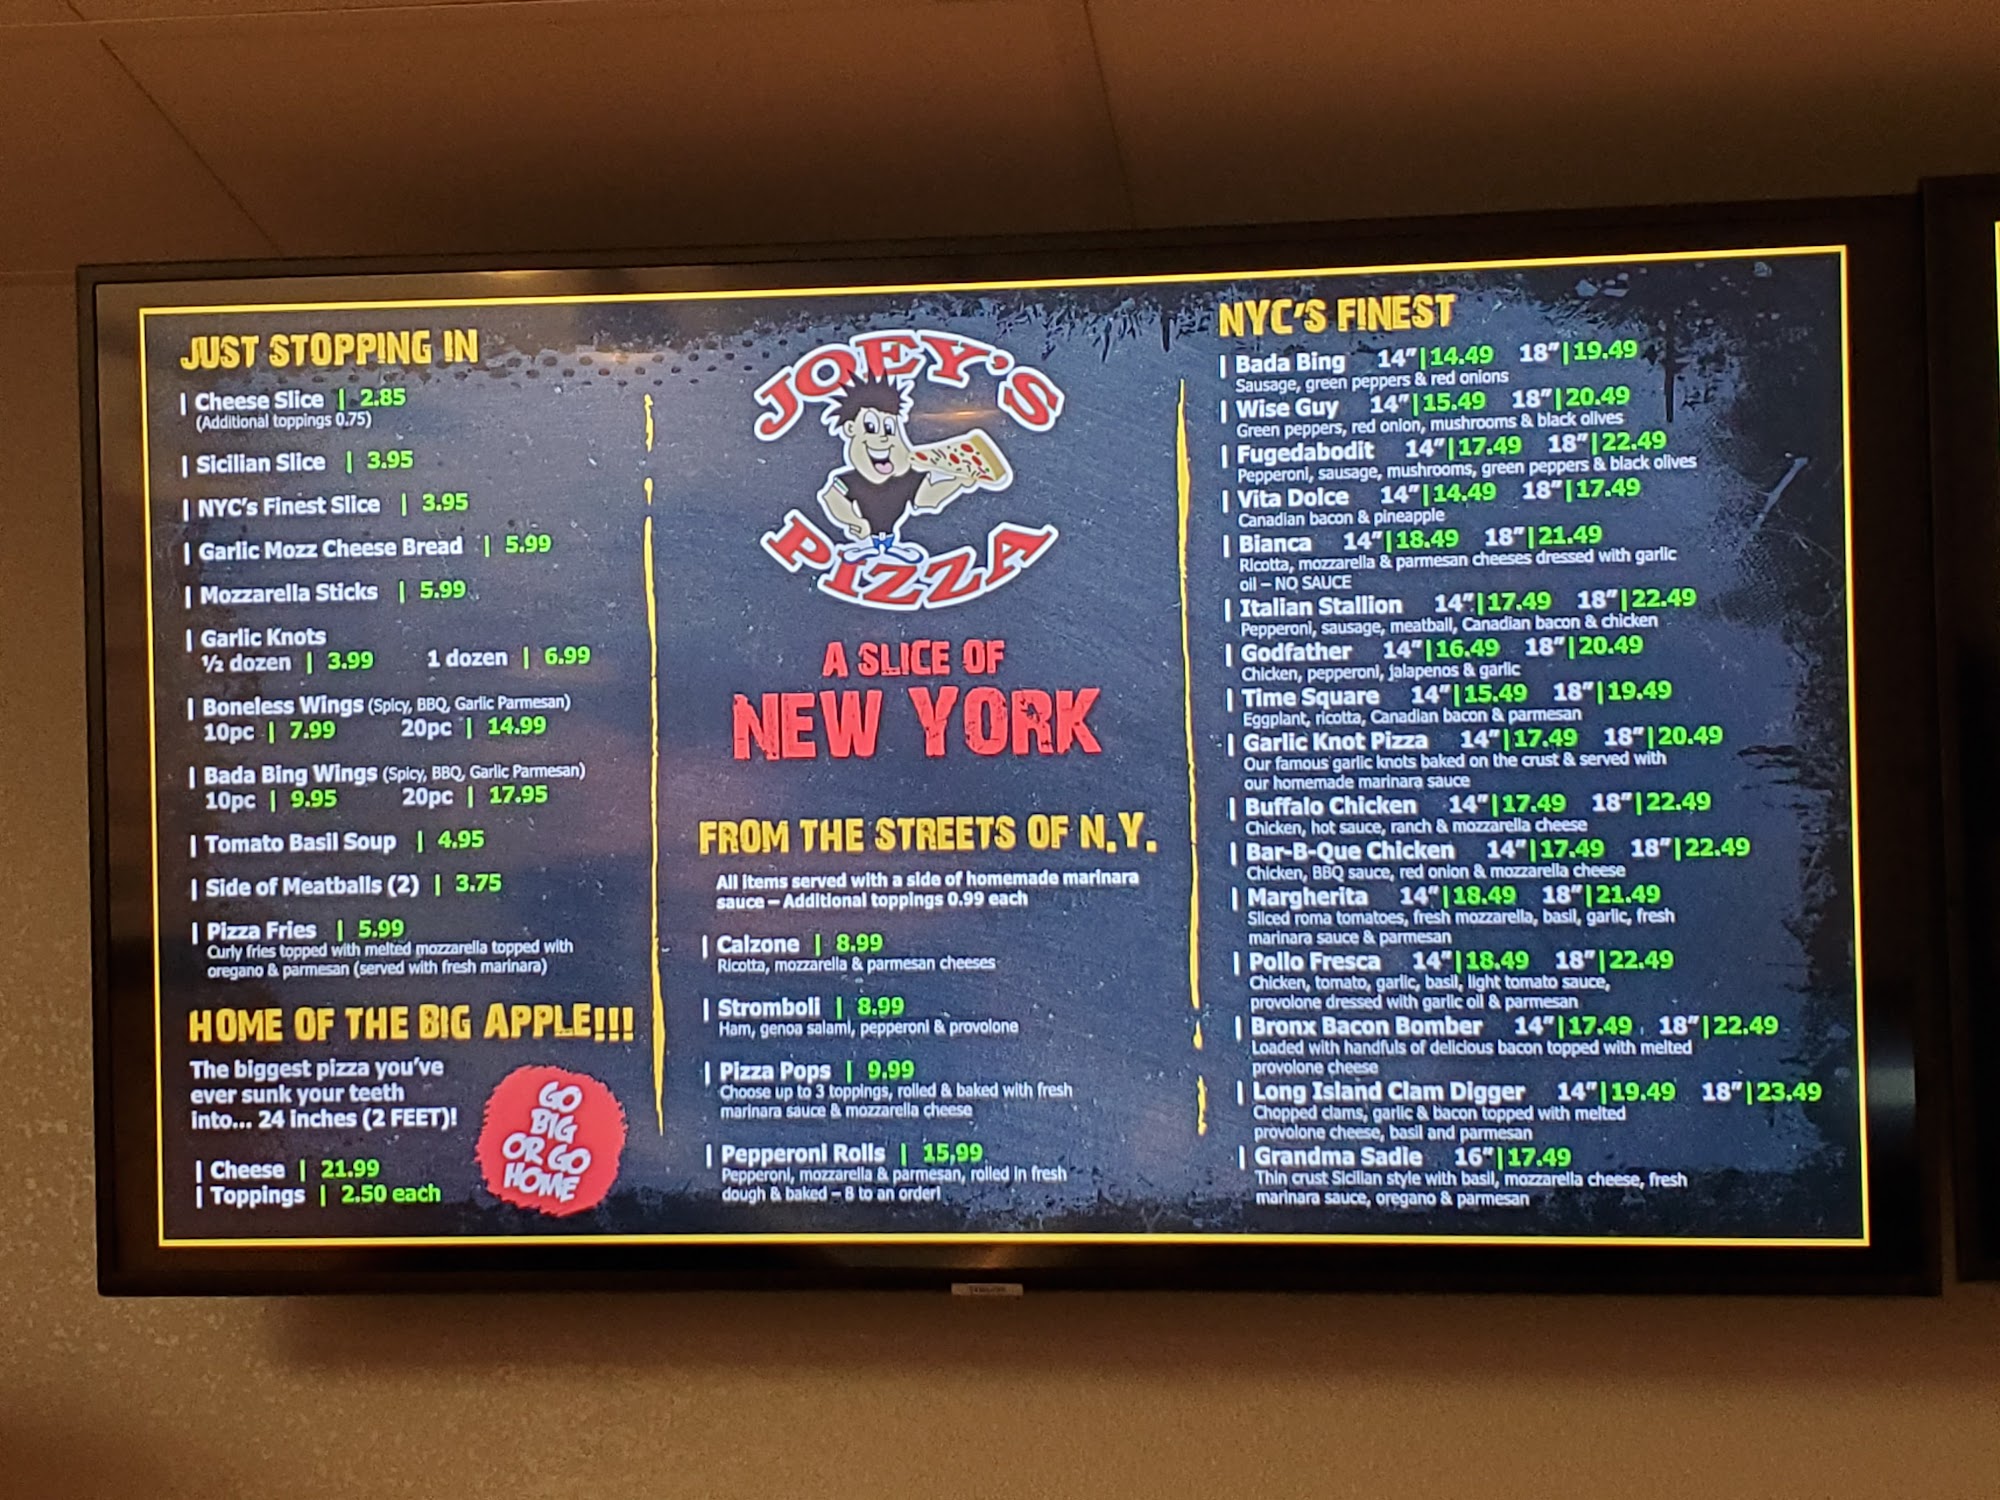 JUST STOPPING IN
| Cheese Slice | 2.85
(Additional toppings 0.75)
| Sicilian Slice | 3.95
| NYC's Finest Slice | 3.95
| Garlic Mozz Cheese Bread | 5.99
| Mozzarella Sticks | 5.99
| Garlic Knots
½ dozen | 3.99 1 dozen | 6.99
| Boneless Wings (Spicy, BBQ, Garlic Parmesan)
10pc | 7.99 20pc | 14.99
| Bada Bing Wings (Spicy, BBQ, Garlic Parmesan)
10pc | 9.95 20pc | 17.95
| Tomato Basil Soup | 4.95
| Side of Meatballs (2) | 3.75
| Pizza Fries | 5.99
Curly fries topped with melted mozzarella topped with
oregano & parmesan (served with fresh marinara)
HOME OF THE BIG APPLE!!!
The biggest pizza you've
ever sunk your teeth
into... 24 inches (2 FEET)!
| Cheese | 21.99
| Toppings | 2.50 each
GO
BIG
OR GO
HOME
JOEY'S
PIZZA
A SLICE OF
NEW YORK
FROM THE STREETS OF N.Y.
All items served with a side of homemade marinara
sauce – Additional toppings 0.99 each
| Calzone | 8.99
Ricotta, mozzarella & parmesan cheeses
| Stromboli | 8.99
Ham, genoa salami, pepperoni & provolone
| Pizza Pops | 9.99
Choose up to 3 toppings, rolled & baked with fresh
marinara sauce & mozzarella cheese
| Pepperoni Rolls | 15.99
Pepperoni, mozzarella & parmesan, rolled in fresh
dough & baked – 8 to an order!
NYC'S FINEST
| Bada Bing 14"|14.49 18"|19.49
Sausage, green peppers & red onions
| Wise Guy 14"|15.49 18"|20.49
Green peppers, red onion, mushrooms & black olives
| Fugedabodit 14"|17.49 18"|22.49
Pepperoni, sausage, mushrooms, green peppers & black olives
| Vita Dolce 14"|14.49 18"|17.49
Canadian bacon & pineapple
| Bianca 14"|18.49 18"|21.49
Ricotta, mozzarella & parmesan cheeses dressed with garlic
oil – NO SAUCE
| Italian Stallion 14"|17.49 18"|22.49
Pepperoni, sausage, meatball, Canadian bacon & chicken
| Godfather 14"|16.49 18"|20.49
Chicken, pepperoni, jalapenos & garlic
| Time Square 14"|15.49 18"|19.49
Eggplant, ricotta, Canadian bacon & parmesan
| Garlic Knot Pizza 14"|17.49 18"|20.49
Our famous garlic knots baked on the crust & served with
our homemade marinara sauce
| Buffalo Chicken 14"|17.49 18"|22.49
Chicken, hot sauce, ranch & mozzarella cheese
| Bar-B-Que Chicken 14"|17.49 18"|22.49
Chicken, BBQ sauce, red onion & mozzarella cheese
| Margherita 14"|18.49 18"|21.49
Sliced roma tomatoes, fresh mozzarella, basil, garlic, fresh
marinara sauce & parmesan
| Pollo Fresca 14"|18.49 18"|22.49
Chicken, tomato, garlic, basil, light tomato sauce,
provolone dressed with garlic oil & parmesan
| Bronx Bacon Bomber 14"|17.49 18"|22.49
Loaded with handfuls of delicious bacon topped with melted
provolone cheese
| Long Island Clam Digger 14"|19.49 18"|23.49
Chopped clams, garlic & bacon topped with melted
provolone cheese, basil and parmesan
| Grandma Sadie 16"|17.49
Thin crust Sicilian style with basil, mozzarella cheese, fresh
marinara sauce, oregano & parmesan